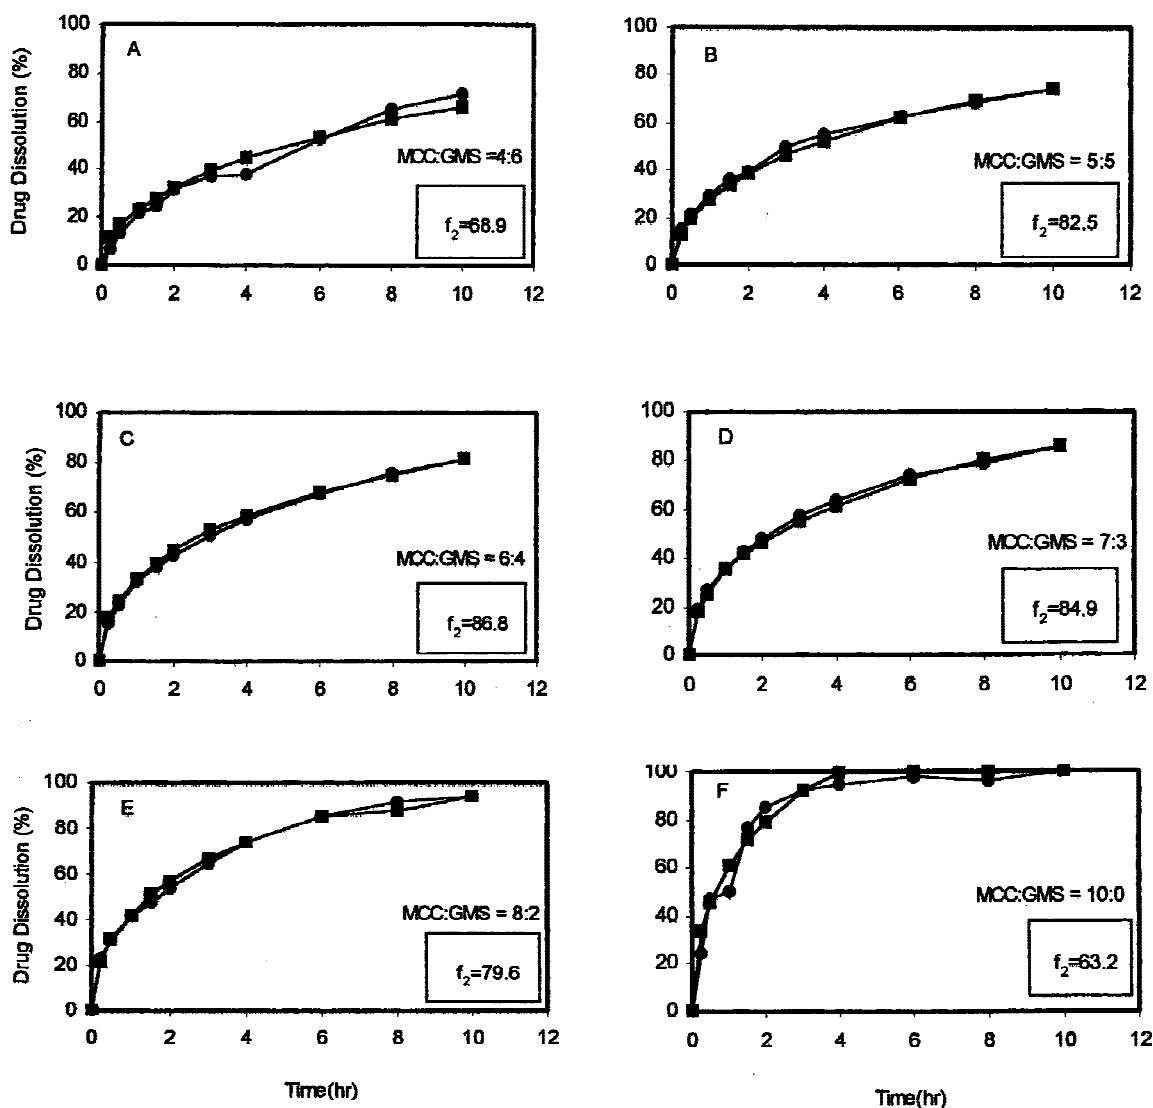 Drug Dissolution (%)
100
80
60
40
20
0
A
MCC:GMS =4:6
f2=68.9
0 2 4 6 8 10 12
100
80
60
40
20
0
B
MCC:GMS = 5:5
f2=82.5
0 2 4 6 8 10 12
Drug Dissolution (%)
100
80
60
40
20
0
C
MCC:GMS = 6:4
f2=86.8
0 2 4 6 8 10 12
100
80
60
40
20
0
D
MCC:GMS = 7:3
f2=84.9
0 2 4 6 8 10 12
Drug Dissolution (%)
100
80
60
40
20
0
E
MCC:GMS = 8:2
f2=79.6
0 2 4 6 8 10 12
Time(hr)
100
80
60
40
20
0
F
MCC:GMS = 10:0
f2=63.2
0 2 4 6 8 10 12
Time(hr)